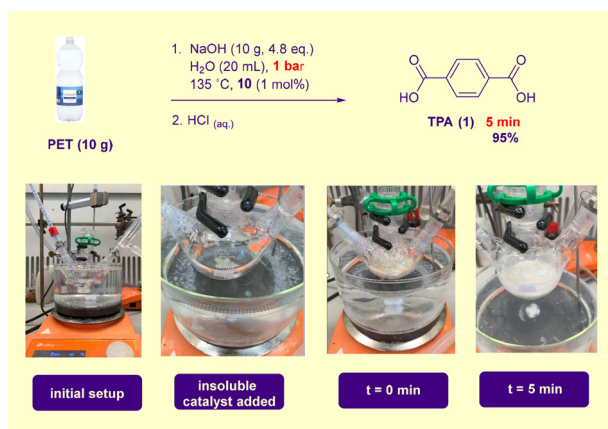 1. NaOH (10 g, 4.8 eq.)
H₂O (20 mL), 1 bar
135 °C, 10 (1 mol%)
2. HCl (aq.)
PET (10 g)
O
HO
O
OH
TPA (1) 5 min
95%
initial setup
insoluble
catalyst added
t = 0 min
t = 5 min